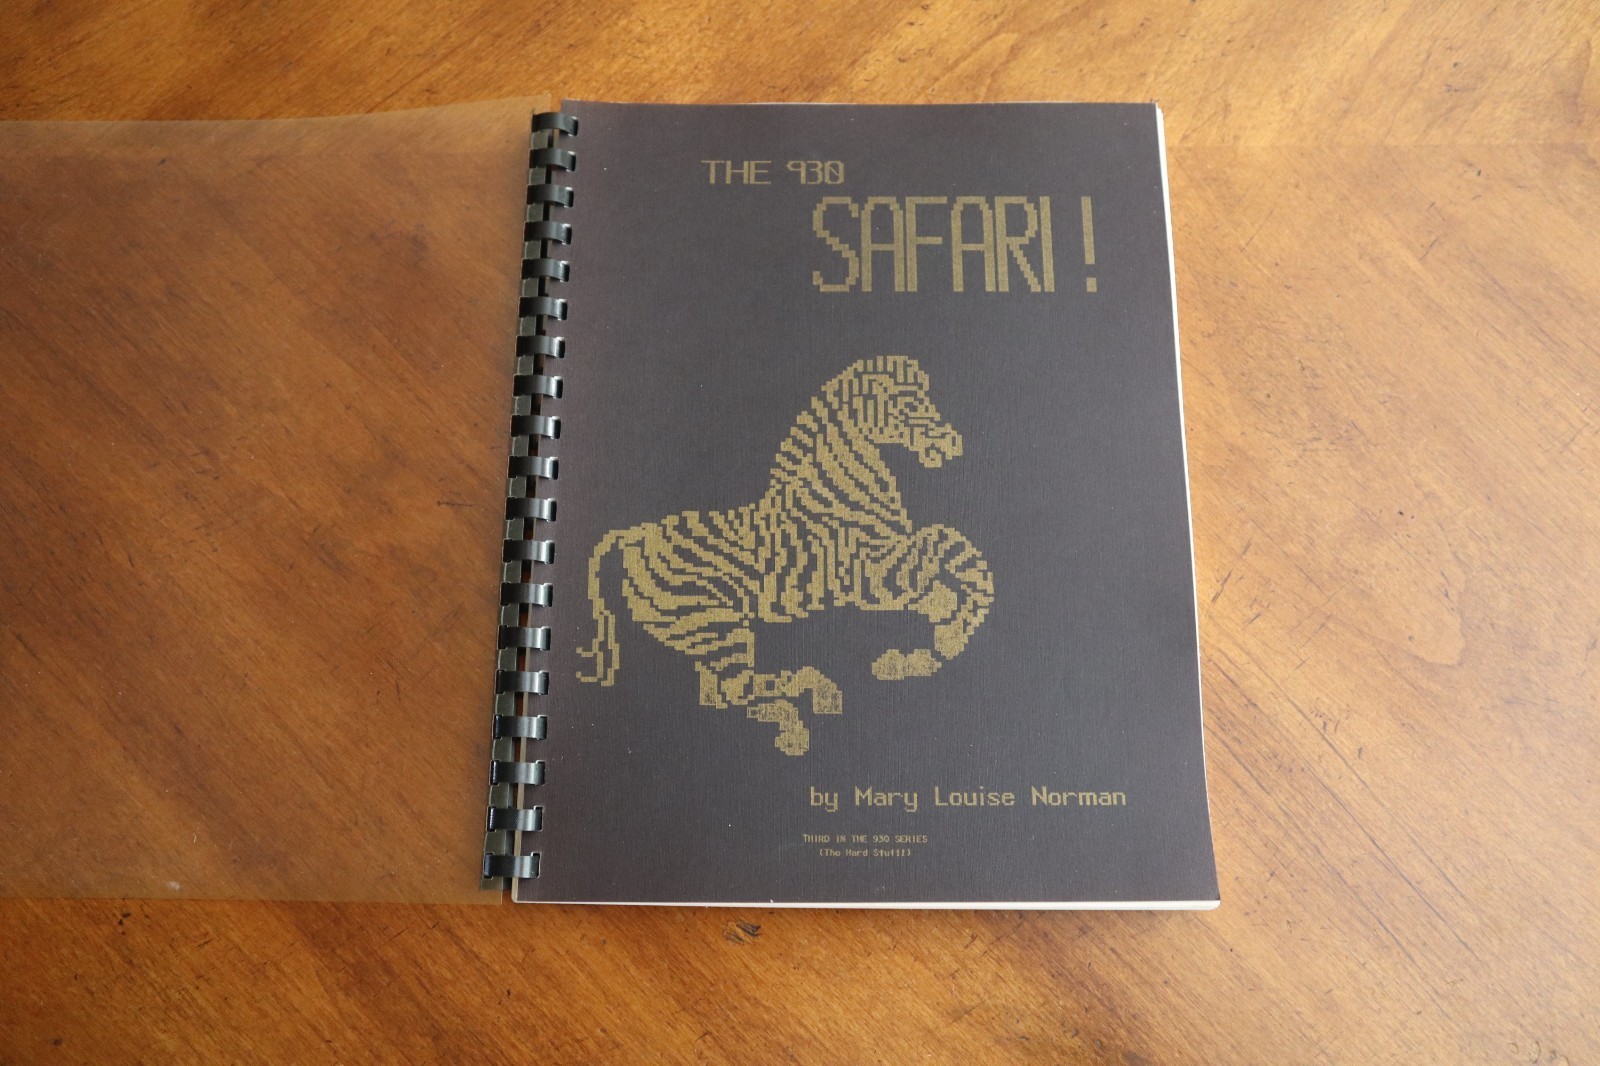 THE 930
SAFARI!
by Mary Louise Norman
THIRD IN THE 930 SERIES
(The Hard Stuff!)